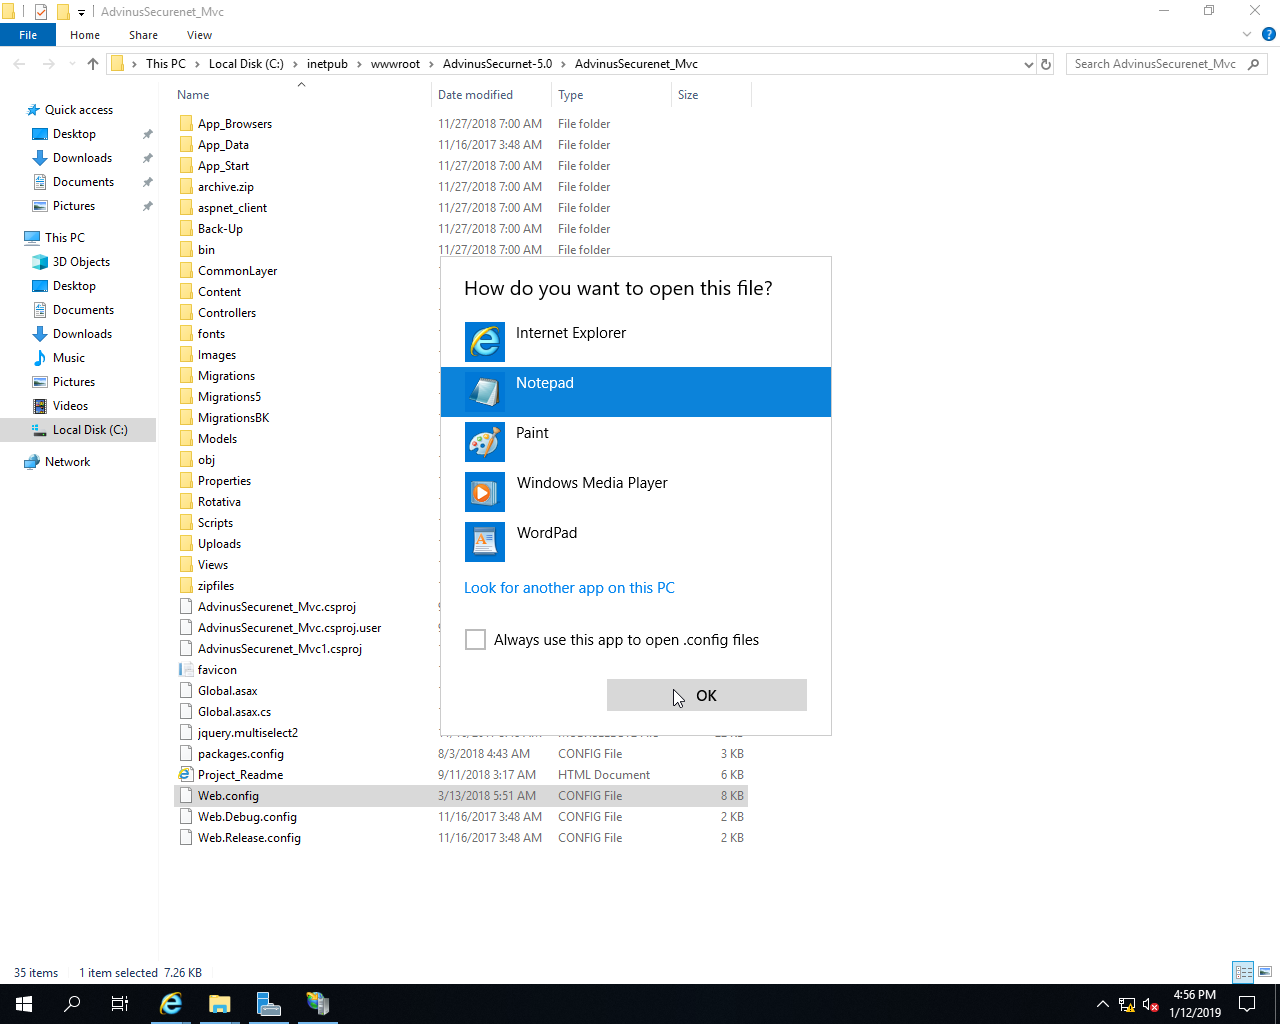 AdvinusSecurenet_Mvc
File Home Share View
This PC Local Disk (C:) inetpub wwwroot AdvinusSecurnet-5.0 AdvinusSecurenet_Mvc Search AdvinusSecurenet_Mvc
Name Date modified Type Size
Quick access
Desktop
Downloads
Documents
Pictures
This PC
3D Objects
Desktop
Documents
Downloads
Music
Pictures
Videos
Local Disk (C:)
Network
App_Browsers 11/27/2018 7:00 AM File folder
App_Data 11/16/2017 3:48 AM File folder
App_Start 11/27/2018 7:00 AM File folder
archive.zip 11/27/2018 7:00 AM File folder
aspnet_client 11/27/2018 7:00 AM File folder
Back-Up 11/27/2018 7:00 AM File folder
bin 11/27/2018 7:00 AM File folder
CommonLayer
Content
Controllers
fonts
Images
Migrations
Migrations5
MigrationsBK
Models
obj
Properties
Rotativa
Scripts
Uploads
Views
zipfiles
AdvinusSecurenet_Mvc.csproj
AdvinusSecurenet_Mvc.csproj.user
AdvinusSecurenet_Mvc1.csproj
favicon
Global.asax
Global.asax.cs
jquery.multiselect2
packages.config 8/3/2018 4:43 AM CONFIG File 3 KB
Project_Readme 9/11/2018 3:17 AM HTML Document 6 KB
Web.config 3/13/2018 5:51 AM CONFIG File 8 KB
Web.Debug.config 11/16/2017 3:48 AM CONFIG File 2 KB
Web.Release.config 11/16/2017 3:48 AM CONFIG File 2 KB
How do you want to open this file?
Internet Explorer
Notepad
Paint
Windows Media Player
WordPad
Look for another app on this PC
Always use this app to open .config files
OK
35 items 1 item selected 7.26 KB
4:56 PM
1/12/2019